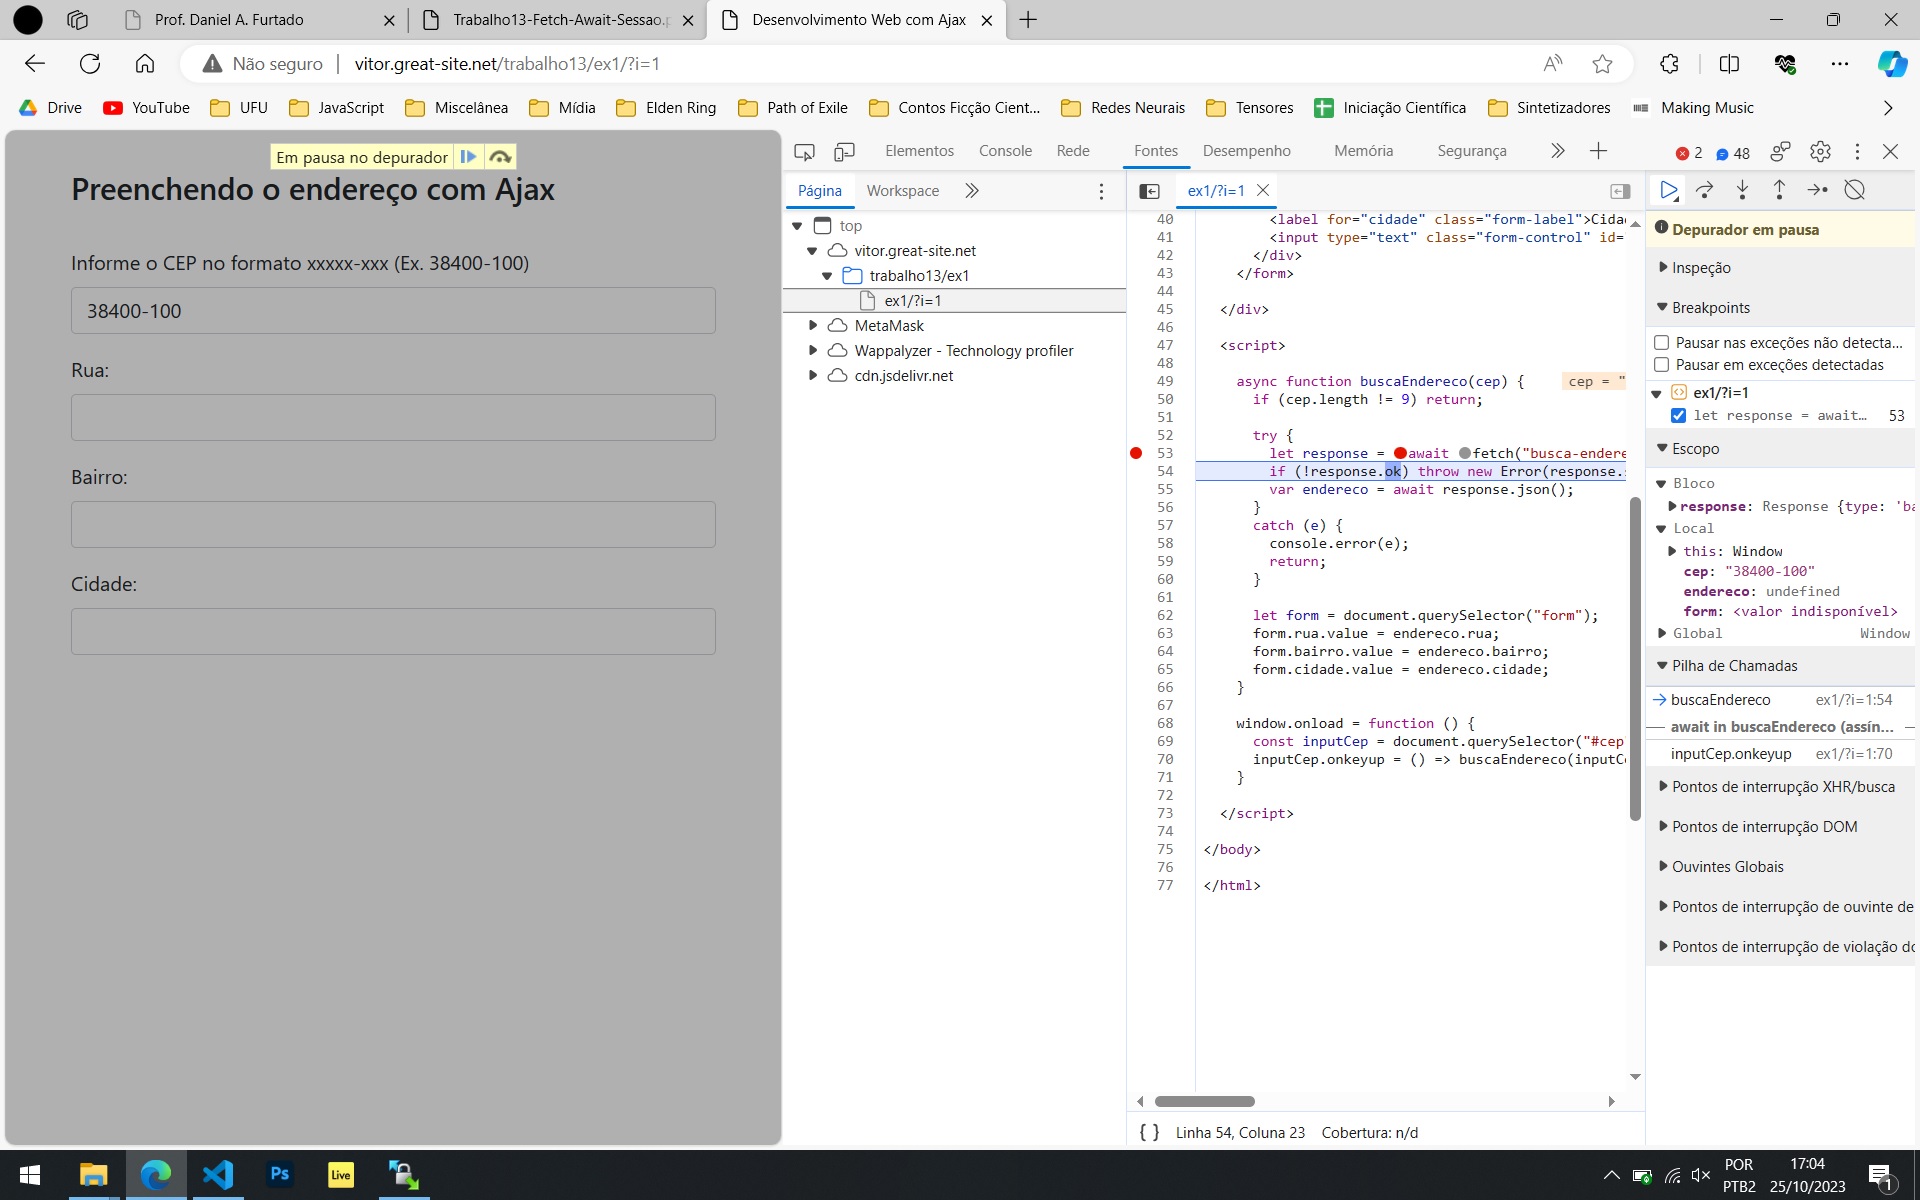 Prof. Daniel A. Furtado
Trabalho13-Fetch-Await-Sessao.p
Desenvolvimento Web com Ajax
Não seguro
vitor.great-site.net/trabalho13/ex1/?i=1
Drive
YouTube
UFU
JavaScript
Miscelânea
Mídia
Elden Ring
Path of Exile
Contos Ficção Cient...
Redes Neurais
Tensores
Iniciação Científica
Sintetizadores
Making Music
Em pausa no depurador
Preenchendo o endereço com Ajax
Informe o CEP no formato xxxxx-xxx (Ex. 38400-100)
38400-100
Rua:
Bairro:
Cidade:
Elementos
Console
Rede
Fontes
Desempenho
Memória
Segurança
2
48
Página
Workspace
top
vitor.great-site.net
trabalho13/ex1
ex1/?i=1
MetaMask
Wappalyzer - Technology profiler
cdn.jsdelivr.net
ex1/?i=1
40 <label for="cidade" class="form-label">Cida
41 <input type="text" class="form-control" id=
42 </div>
43 </form>
44
45 </div>
46
47 <script>
48
49 async function buscaEndereco(cep) { cep = "
50 if (cep.length != 9) return;
51
52 try {
53 let response = await fetch("busca-endere
54 if (!response.ok) throw new Error(response.
55 var endereco = await response.json();
56 }
57 catch (e) {
58 console.error(e);
59 return;
60 }
61
62 let form = document.querySelector("form");
63 form.rua.value = endereco.rua;
64 form.bairro.value = endereco.bairro;
65 form.cidade.value = endereco.cidade;
66 }
67
68 window.onload = function () {
69 const inputCep = document.querySelector("#cep
70 inputCep.onkeyup = () => buscaEndereco(inputC
71 }
72
73 </script>
74
75 </body>
76
77 </html>
{ } Linha 54, Coluna 23 Cobertura: n/d
Depurador em pausa
Inspeção
Breakpoints
Pausar nas exceções não detecta...
Pausar em exceções detectadas
ex1/?i=1
let response = await… 53
Escopo
Bloco
response: Response {type: 'ba
Local
this: Window
cep: "38400-100"
endereco: undefined
form: <valor indisponível>
Global Window
Pilha de Chamadas
buscaEndereco ex1/?i=1:54
await in buscaEndereco (assín...
inputCep.onkeyup ex1/?i=1:70
Pontos de interrupção XHR/busca
Pontos de interrupção DOM
Ouvintes Globais
Pontos de interrupção de ouvinte de
Pontos de interrupção de violação do
Ps
Live
POR
PTB2
17:04
25/10/2023
1